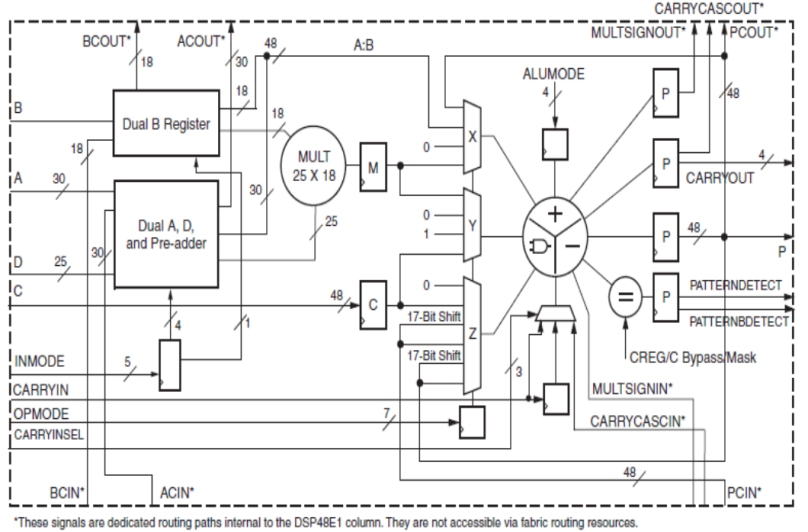 CARRYCASCOUT*
BCOUT* ACOUT* MULTSIGNOUT* PCOUT*
18 30 48 A:B
ALUMODE
4
48
18
B
Dual B Register
18
18
0
X
P
MULT
25 X 18
M
P
4
CARRYOUT
A
30
30
Dual A, D,
and Pre-adder
0
1
Y
25
30
+
−
P
48
P
D
25
C
48
C
0
17-Bit Shift
17-Bit Shift
Z
=
P
PATTERNDETECT
PATTERNBDETECT
4
1
INMODE
5
3
CREG/C Bypass/Mask
CARRYIN
MULTSIGNIN*
OPMODE
7
CARRYCASCIN*
CARRYINSEL
48
BCIN* ACIN* PCIN*
*These signals are dedicated routing paths internal to the DSP48E1 column. They are not accessible via fabric routing resources.